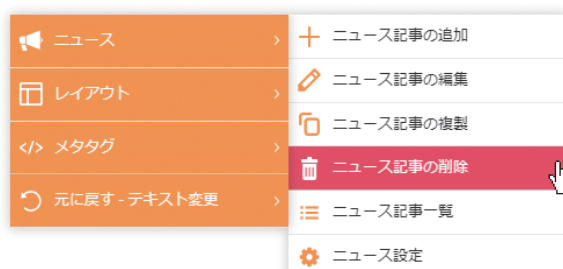 ニュース
レイアウト
</> メタタグ
元に戻す - テキスト変更
ニュース記事の追加
ニュース記事の編集
ニュース記事の複製
ニュース記事の削除
ニュース記事一覧
ニュース設定